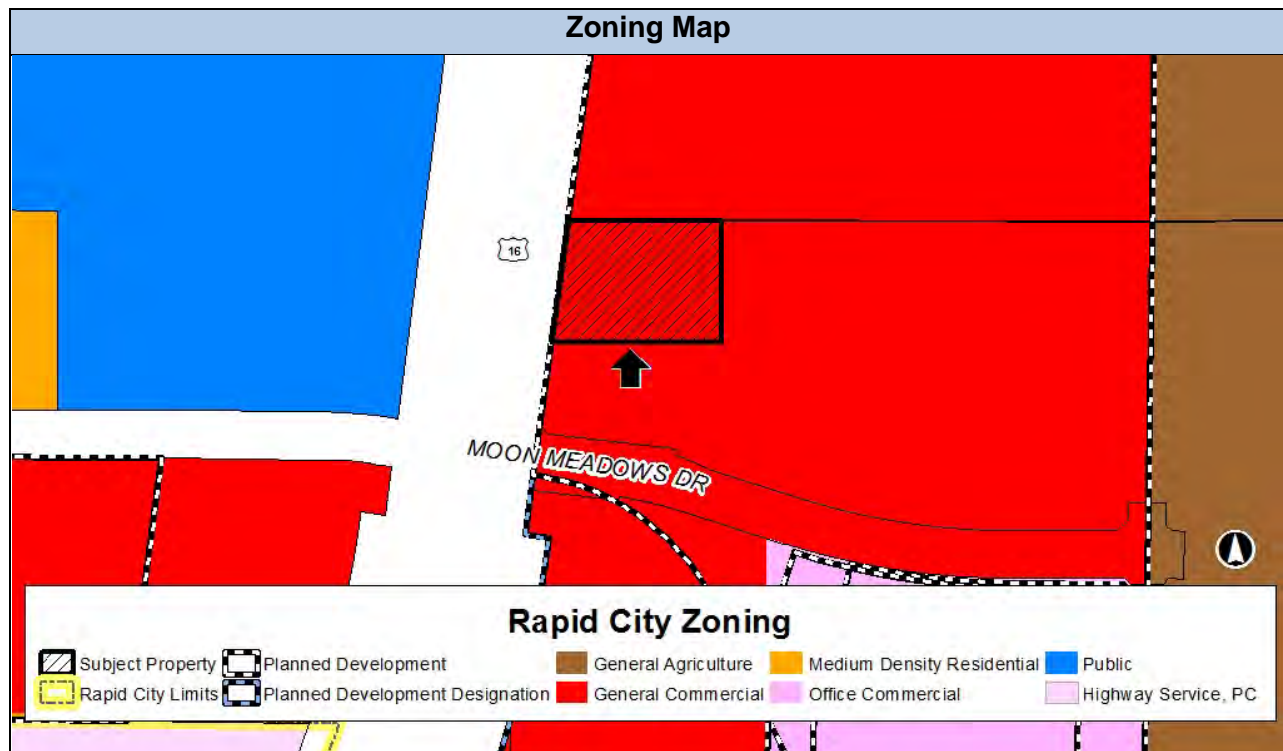 Zoning Map
16
MOON MEADOWS DR
Rapid City Zoning
Subject Property Planned Development General Agriculture Medium Density Residential Public
Rapid City Limits Planned Development Designation General Commercial Office Commercial Highway Service, PC